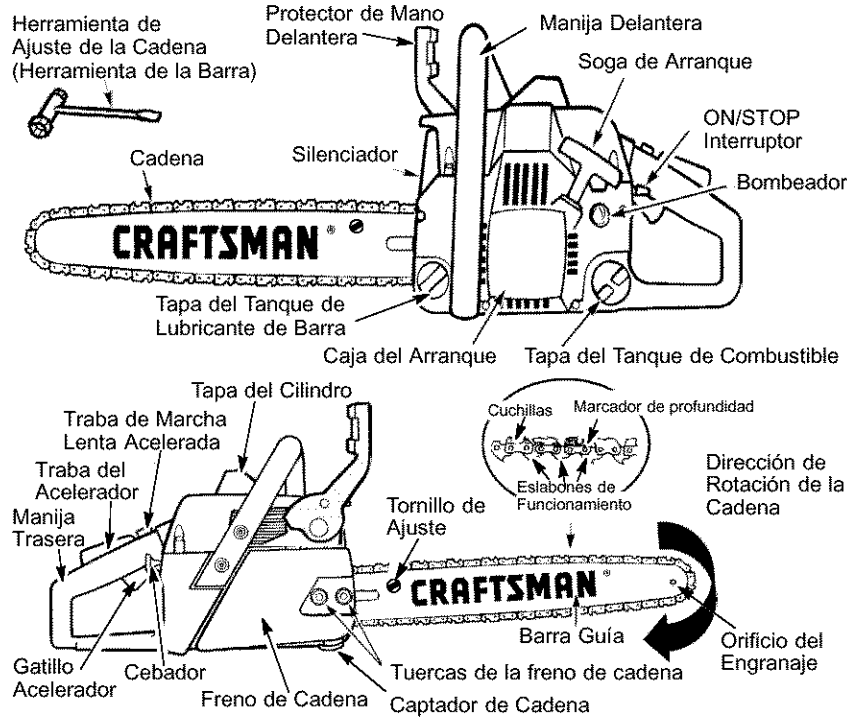 Herramienta de
Ajuste de la Cadena
(Herramienta de la Barra)
Protector de Mano
Delantera
Manija Delantera
Soga de Arranque
ON/STOP
Interruptor
Bombeador
Cadena
Silenciador
CRAFTSMAN
Tapa del Tanque de
Lubricante de Barra
Caja del Arranque
Tapa del Tanque de Combustible
Tapa del Cilindro
Traba de Marcha
Lenta Acelerada
Traba del
Acelerador
Manija
Trasera
Cuchillas
Marcador de profundidad
Eslabones de
Funcionamiento
Dirección de
Rotación de la
Cadena
Tornillo de
Ajuste
CRAFTSMAN
Barra Guía
Orificio del
Engranaje
Gatillo
Acelerador
Cebador
Freno de Cadena
Tuercas de la freno de cadena
Captador de Cadena